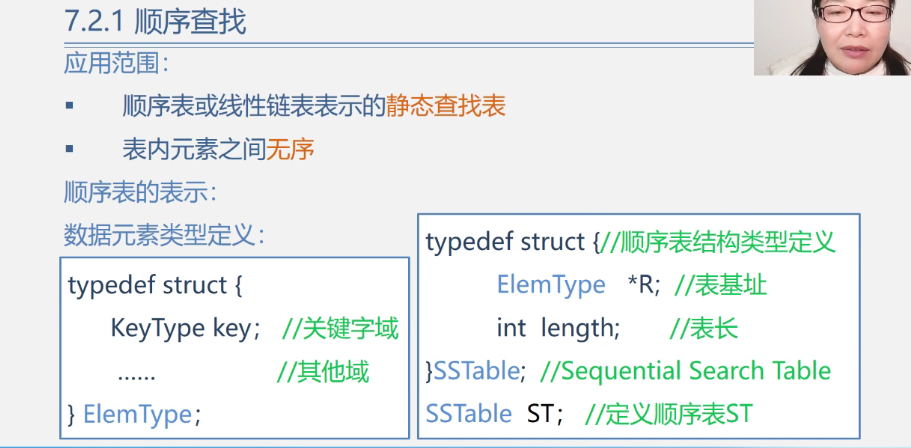 7.2.1 顺序查找
应用范围：
▪ 顺序表或线性链表表示的静态查找表
▪ 表内元素之间无序
顺序表的表示：
数据元素类型定义：
typedef struct {
KeyType key； //关键字域
...... //其他域
} ElemType；
typedef struct {//顺序表结构类型定义
ElemType *R; //表基址
int length; //表长
}SSTable; //Sequential Search Table
SSTable ST； //定义顺序表ST